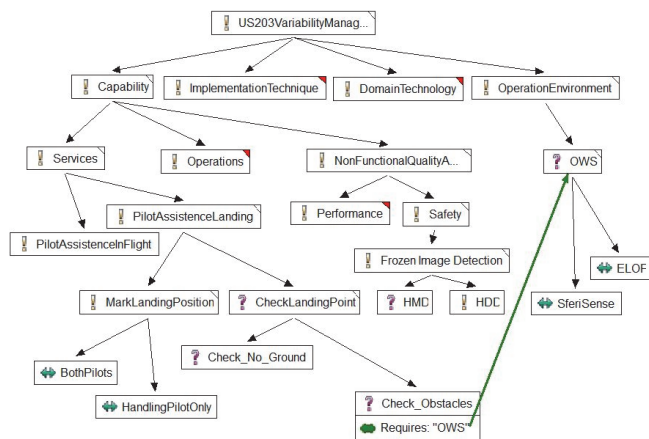 US203VariabilityManag...
Capability
ImplementationTechnique
DomainTechnology
OperationEnvironment
Services
Operations
NonFunctionalQualityA...
OWS
PilotAssistenceLanding
Performance
Safety
PilotAssistenceInFlight
Frozen Image Detection
ELOF
MarkLandingPosition
CheckLandingPoint
HMD
HDD
SferiSense
Check_No_Ground
BothPilots
HandlingPilotOnly
Check_Obstacles
Requires: "OWS"